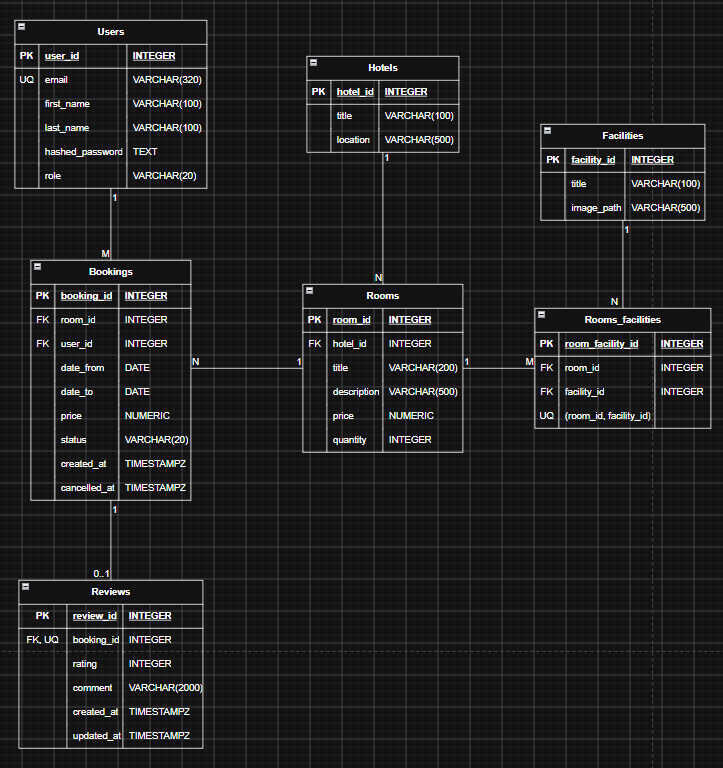 Users
PK user_id INTEGER
UQ email VARCHAR(320)
first_name VARCHAR(100)
last_name VARCHAR(100)
hashed_password TEXT
role VARCHAR(20)
1
M
Hotels
PK hotel_id INTEGER
title VARCHAR(100)
location VARCHAR(500)
1
N
Facilities
PK facility_id INTEGER
title VARCHAR(100)
image_path VARCHAR(500)
1
N
Bookings
PK booking_id INTEGER
FK room_id INTEGER
FK user_id INTEGER
date_from DATE
date_to DATE
price NUMERIC
status VARCHAR(20)
created_at TIMESTAMPZ
cancelled_at TIMESTAMPZ
N 1
Rooms
PK room_id INTEGER
FK hotel_id INTEGER
title VARCHAR(200)
description VARCHAR(500)
price NUMERIC
quantity INTEGER
1 M
Rooms_facilities
PK room_facility_id INTEGER
FK room_id INTEGER
FK facility_id INTEGER
UQ (room_id, facility_id)
1
0..1
Reviews
PK review_id INTEGER
FK, UQ booking_id INTEGER
rating INTEGER
comment VARCHAR(2000)
created_at TIMESTAMPZ
updated_at TIMESTAMPZ